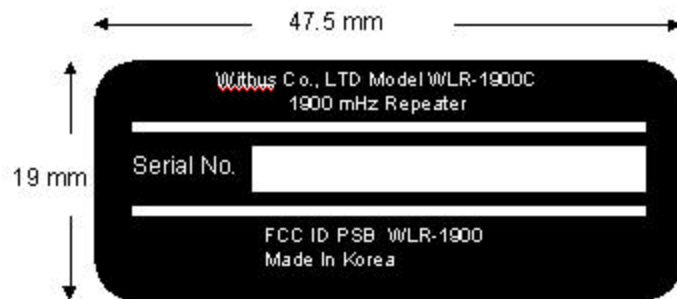 47.5 mm
Withus Co., LTD Model WLR-1900C
1900 mHz Repeater
19 mm
Serial No.
FCC ID PSB WLR-1900
Made In Korea